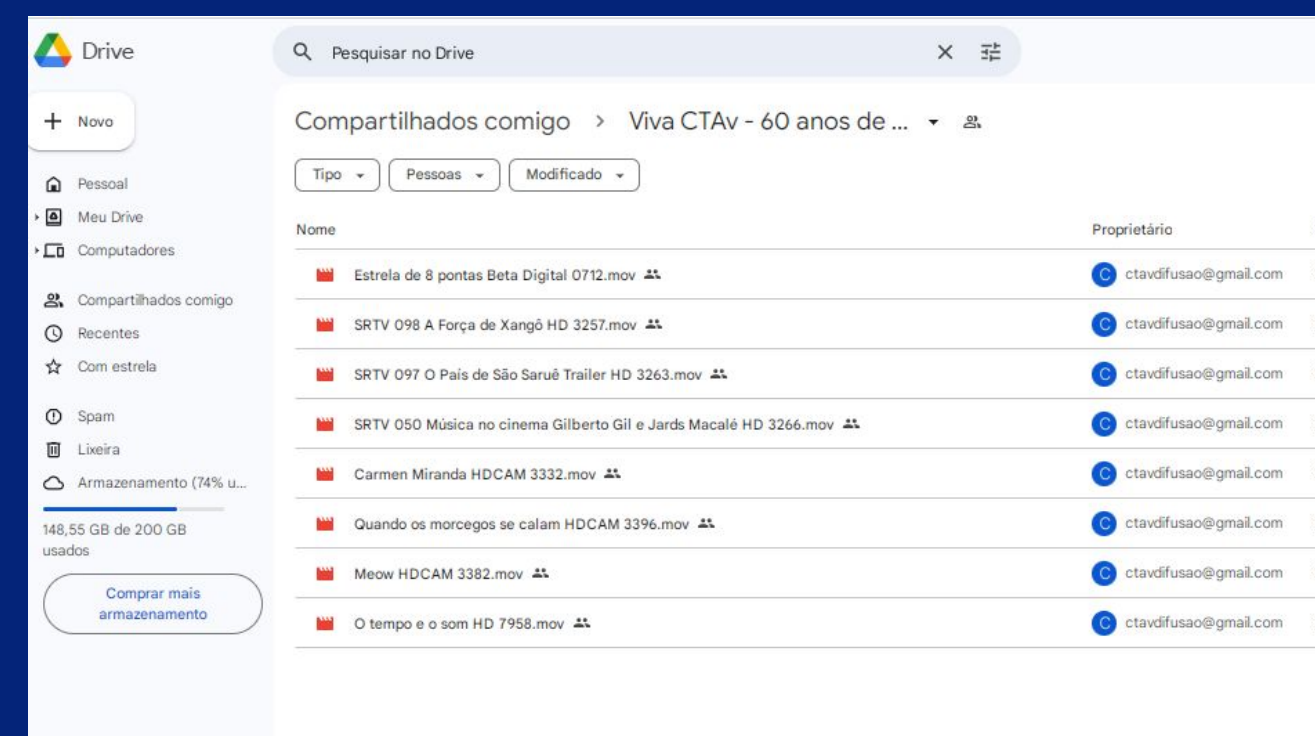 Drive
Pesquisar no Drive
Novo
Compartilhados comigo > Viva CTAv - 60 anos de ...
Tipo Pessoas Modificado
Pessoal
Meu Drive
Computadores
Compartilhados comigo
Recentes
Com estrela
Spam
Lixeira
Armazenamento (74% u...
148,55 GB de 200 GB
usados
Comprar mais
armazenamento
Nome Proprietário
Estrela de 8 pontas Beta Digital 0712.mov C ctavdifusao@gmail.com
SRTV 098 A Força de Xangô HD 3257.mov C ctavdifusao@gmail.com
SRTV 097 O País de São Saruê Trailer HD 3263.mov C ctavdifusao@gmail.com
SRTV 050 Música no cinema Gilberto Gil e Jards Macalé HD 3266.mov C ctavdifusao@gmail.com
Carmen Miranda HDCAM 3332.mov C ctavdifusao@gmail.com
Quando os morcegos se calam HDCAM 3396.mov C ctavdifusao@gmail.com
Meow HDCAM 3382.mov C ctavdifusao@gmail.com
O tempo e o som HD 7958.mov C ctavdifusao@gmail.com